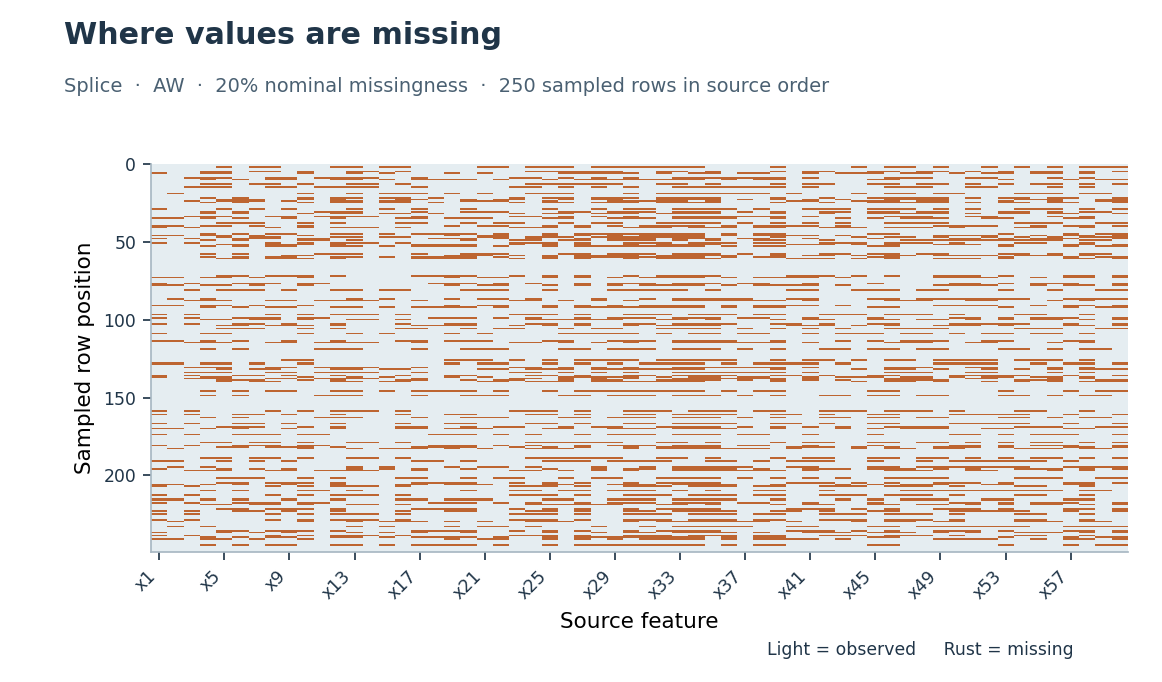 Where values are missing
Splice · AW · 20% nominal missingness · 250 sampled rows in source order
0
50
100
150
200
Sampled row position
x1 x5 x9 x13 x17 x21 x25 x29 x33 x37 x41 x45 x49 x53 x57
Source feature
Light = observed Rust = missing